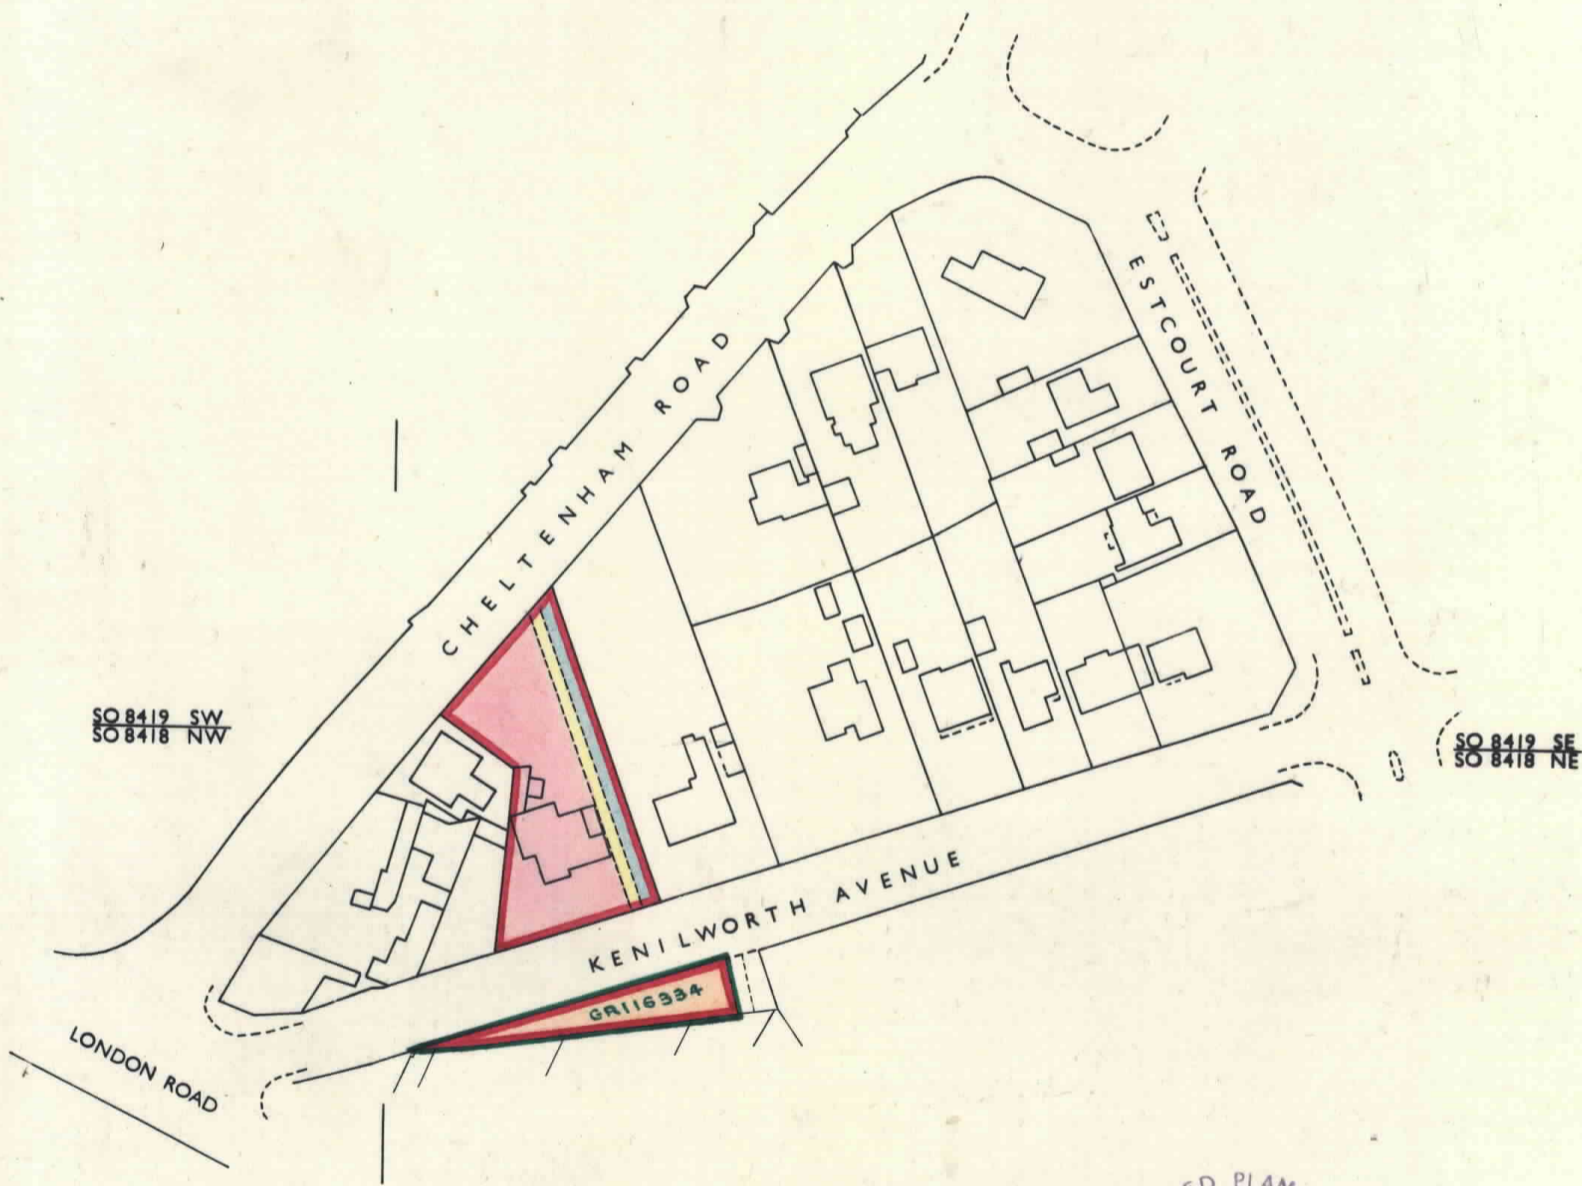 CHELTENHAM ROAD
ESTCOURT ROAD
SO 8419 SW
SO 8418 NW
SO 8419 SE
SO 8418 NE
KENILWORTH AVENUE
GR116334
LONDON ROAD
PLAN